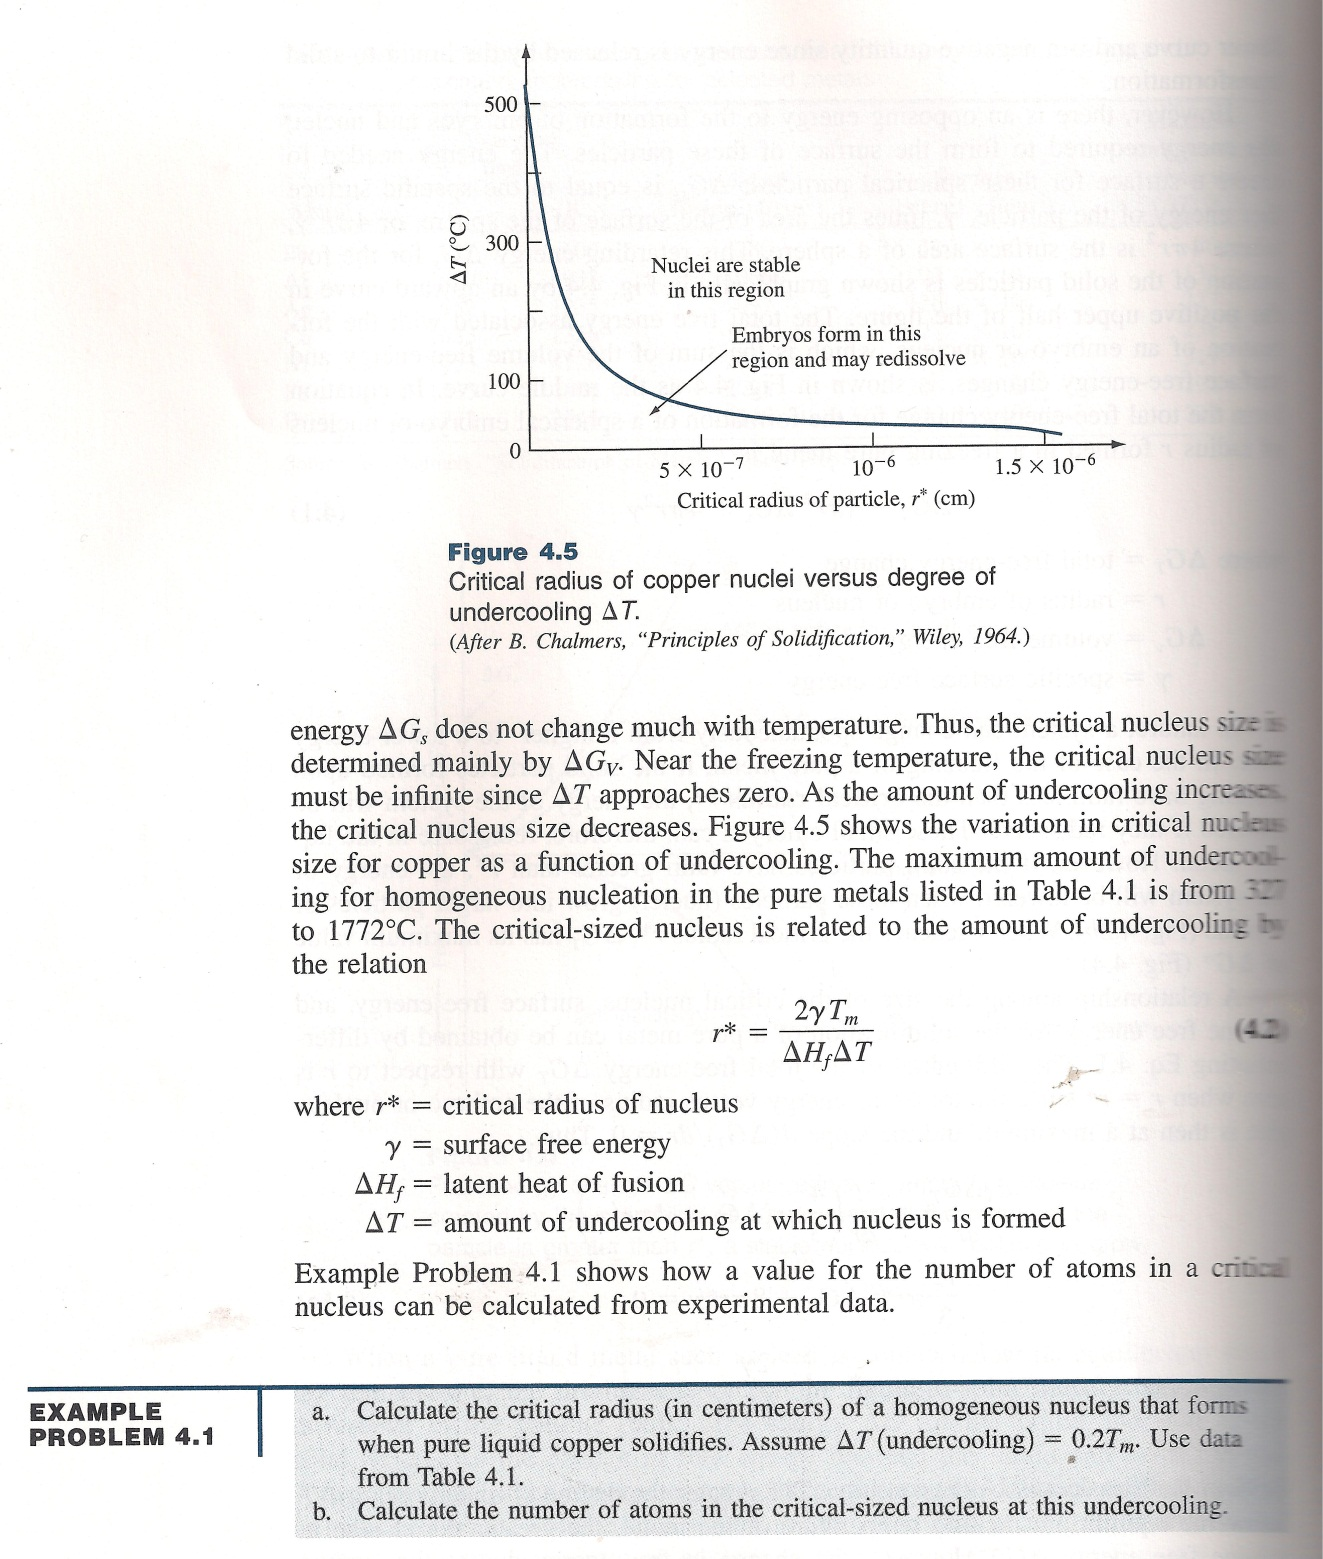 500
300
100
0
ΔT (°C)
Nuclei are stable
in this region
Embryos form in this
region and may redissolve
5 × 10⁻⁷
10⁻⁶
1.5 × 10⁻⁶
Critical radius of particle, r* (cm)
Figure 4.5
Critical radius of copper nuclei versus degree of
undercooling ΔT.
(After B. Chalmers, “Principles of Solidification,” Wiley, 1964.)
energy ΔGₛ does not change much with temperature. Thus, the critical nucleus size is
determined mainly by ΔG_V. Near the freezing temperature, the critical nucleus size
must be infinite since ΔT approaches zero. As the amount of undercooling increases,
the critical nucleus size decreases. Figure 4.5 shows the variation in critical nucleus
size for copper as a function of undercooling. The maximum amount of undercool-
ing for homogeneous nucleation in the pure metals listed in Table 4.1 is from 327
to 1772°C. The critical-sized nucleus is related to the amount of undercooling by
the relation
r* = 2γT_m / ΔH_fΔT (4.2)
where r* = critical radius of nucleus
γ = surface free energy
ΔH_f = latent heat of fusion
ΔT = amount of undercooling at which nucleus is formed
Example Problem 4.1 shows how a value for the number of atoms in a critical
nucleus can be calculated from experimental data.
EXAMPLE
PROBLEM 4.1
a. Calculate the critical radius (in centimeters) of a homogeneous nucleus that forms
when pure liquid copper solidifies. Assume ΔT (undercooling) = 0.2T_m. Use data
from Table 4.1.
b. Calculate the number of atoms in the critical-sized nucleus at this undercooling.